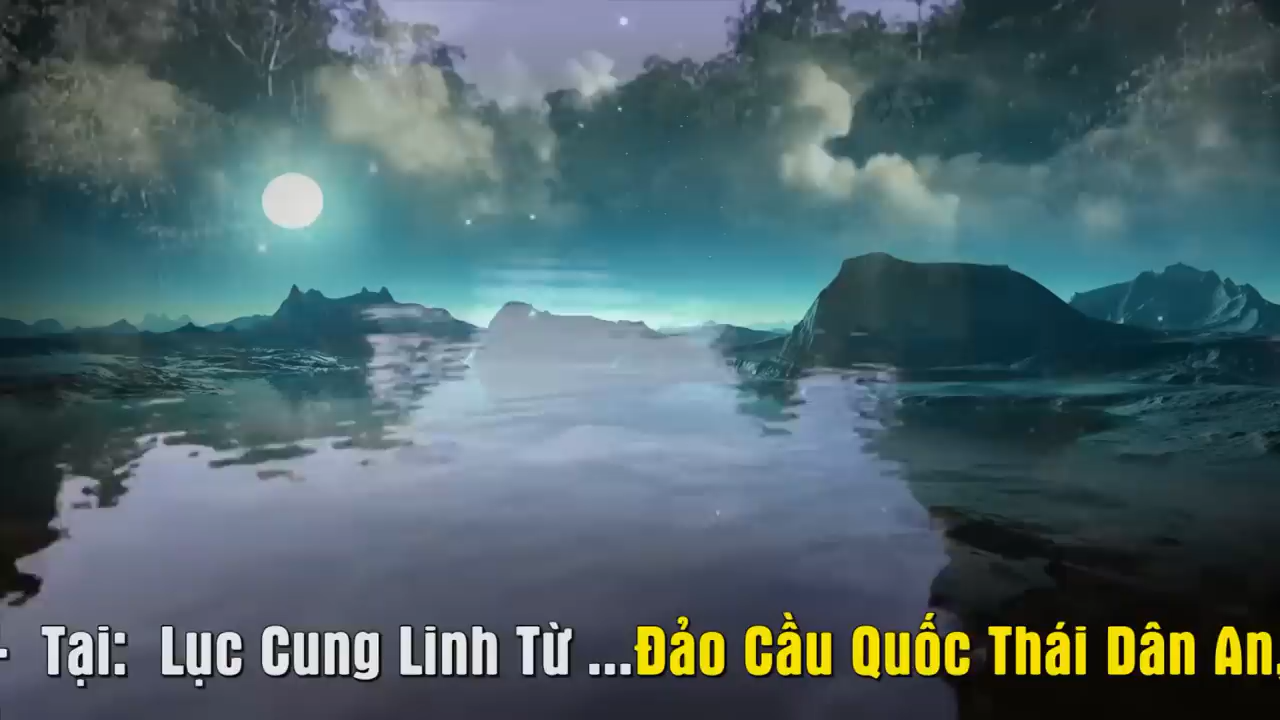 - Tại: Lục Cung Linh Từ ...Đảo Cầu Quốc Thái Dân An,